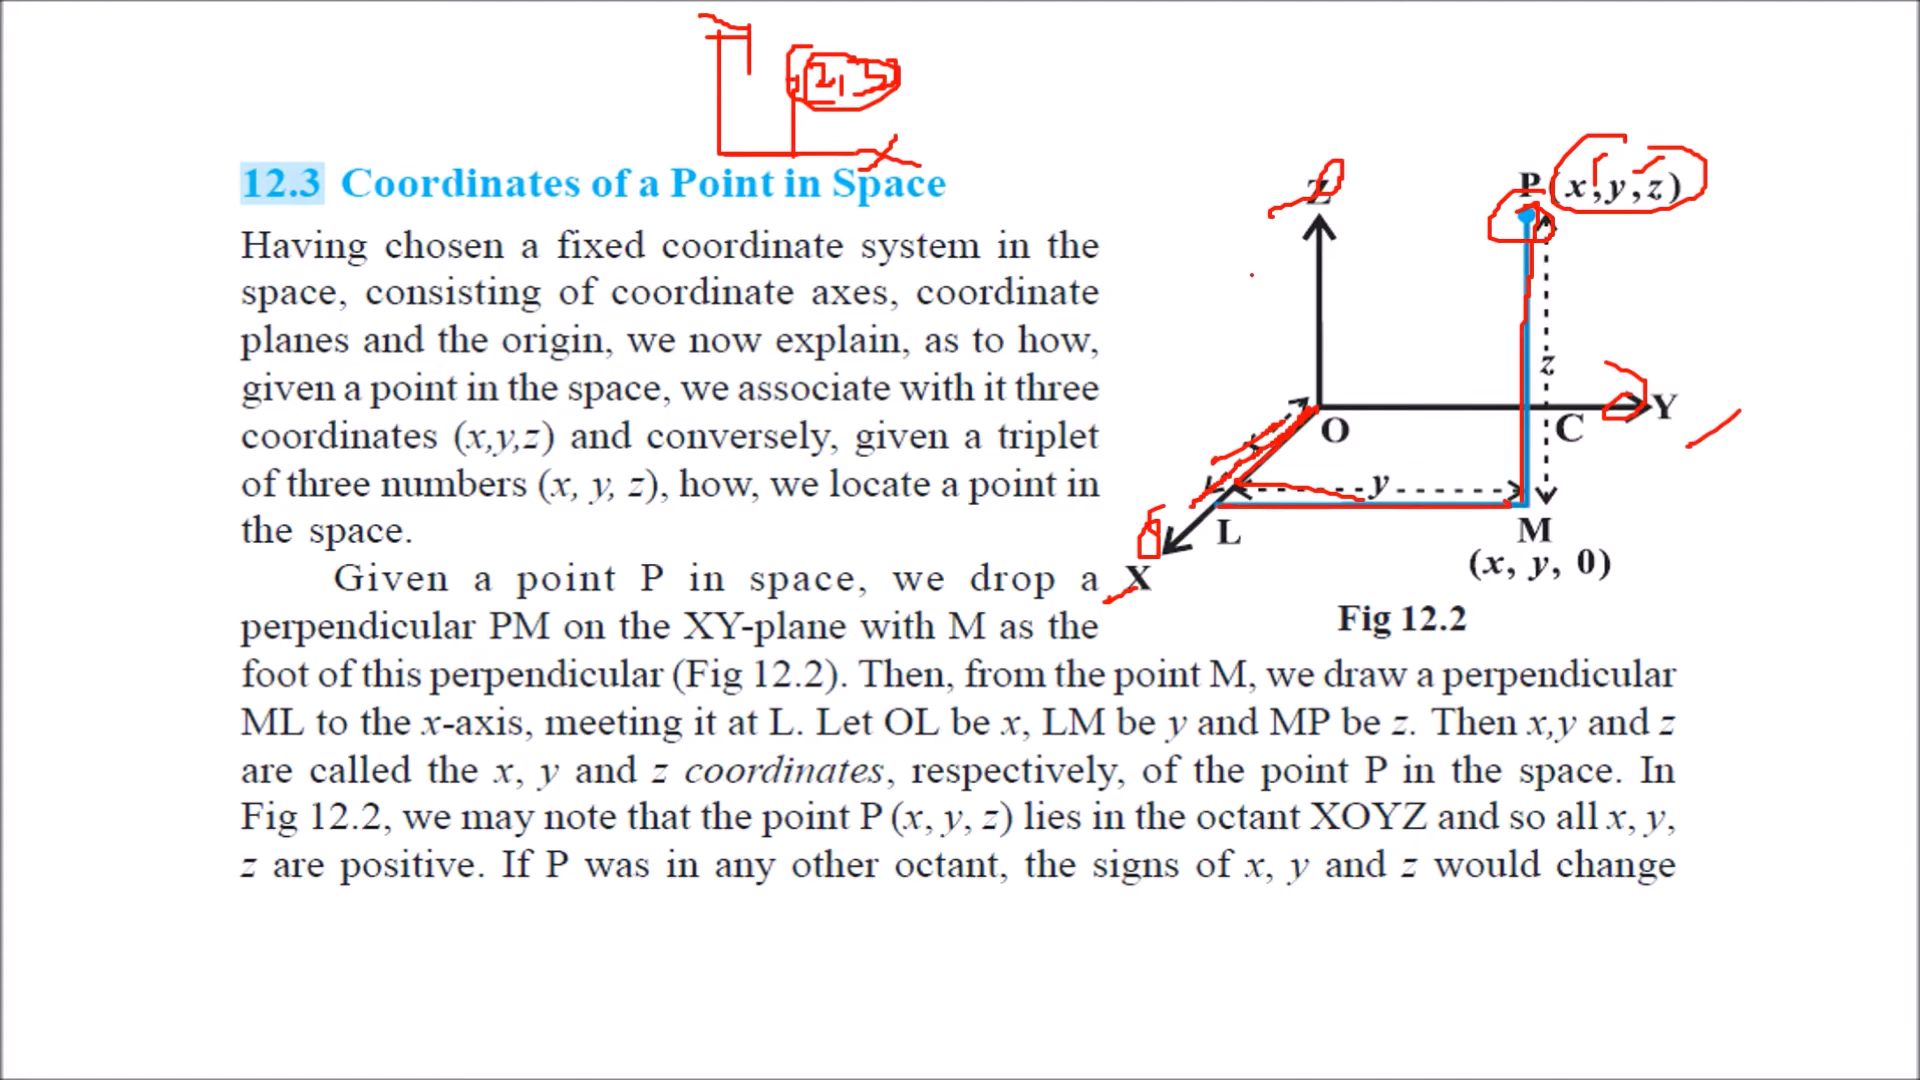 12.3 Coordinates of a Point in Space
Having chosen a fixed coordinate system in the
space, consisting of coordinate axes, coordinate
planes and the origin, we now explain, as to how,
given a point in the space, we associate with it three
coordinates (x,y,z) and conversely, given a triplet
of three numbers (x, y, z), how, we locate a point in
the space.
Given a point P in space, we drop a
perpendicular PM on the XY-plane with M as the
foot of this perpendicular (Fig 12.2). Then, from the point M, we draw a perpendicular
ML to the x-axis, meeting it at L. Let OL be x, LM be y and MP be z. Then x,y and z
are called the x, y and z coordinates, respectively, of the point P in the space. In
Fig 12.2, we may note that the point P (x, y, z) lies in the octant XOYZ and so all x, y,
z are positive. If P was in any other octant, the signs of x, y and z would change
Z
P (x,y,z)
z
Y
O
C
y
L
M
(x, y, 0)
X
Fig 12.2